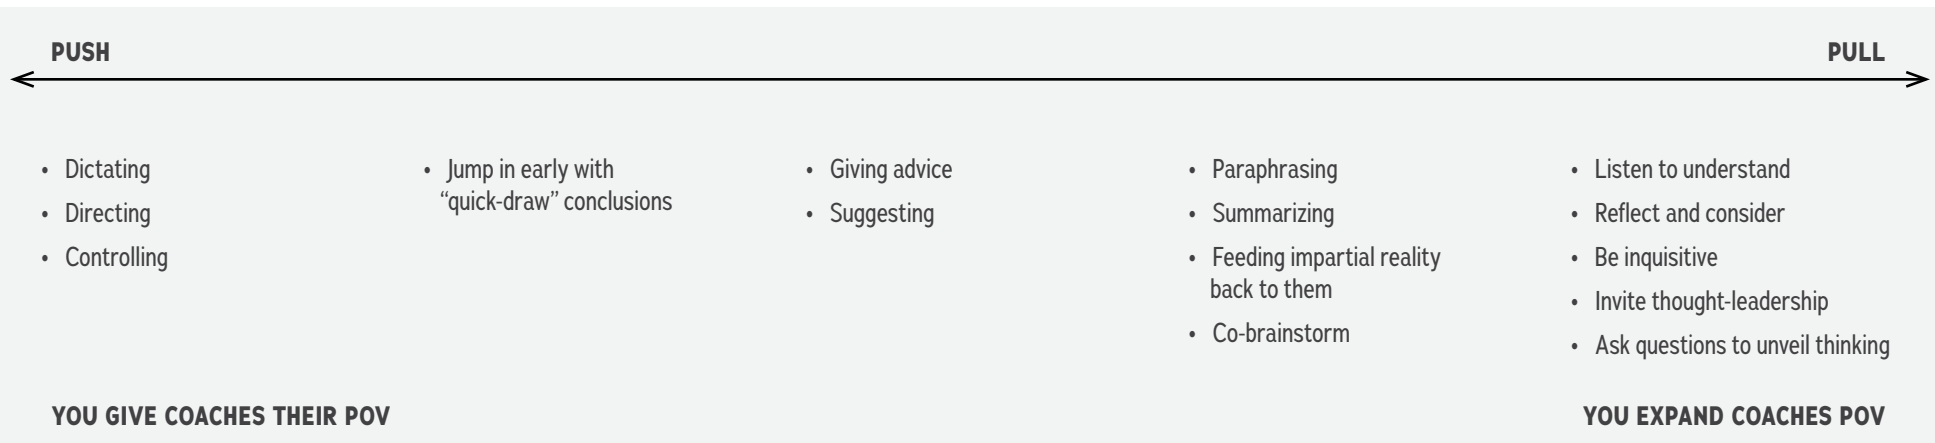 PUSH
PULL
• Dictating
• Directing
• Controlling
• Jump in early with
“quick-draw” conclusions
• Giving advice
• Suggesting
• Paraphrasing
• Summarizing
• Feeding impartial reality
back to them
• Co-brainstorm
• Listen to understand
• Reflect and consider
• Be inquisitive
• Invite thought-leadership
• Ask questions to unveil thinking
YOU GIVE COACHES THEIR POV
YOU EXPAND COACHES POV